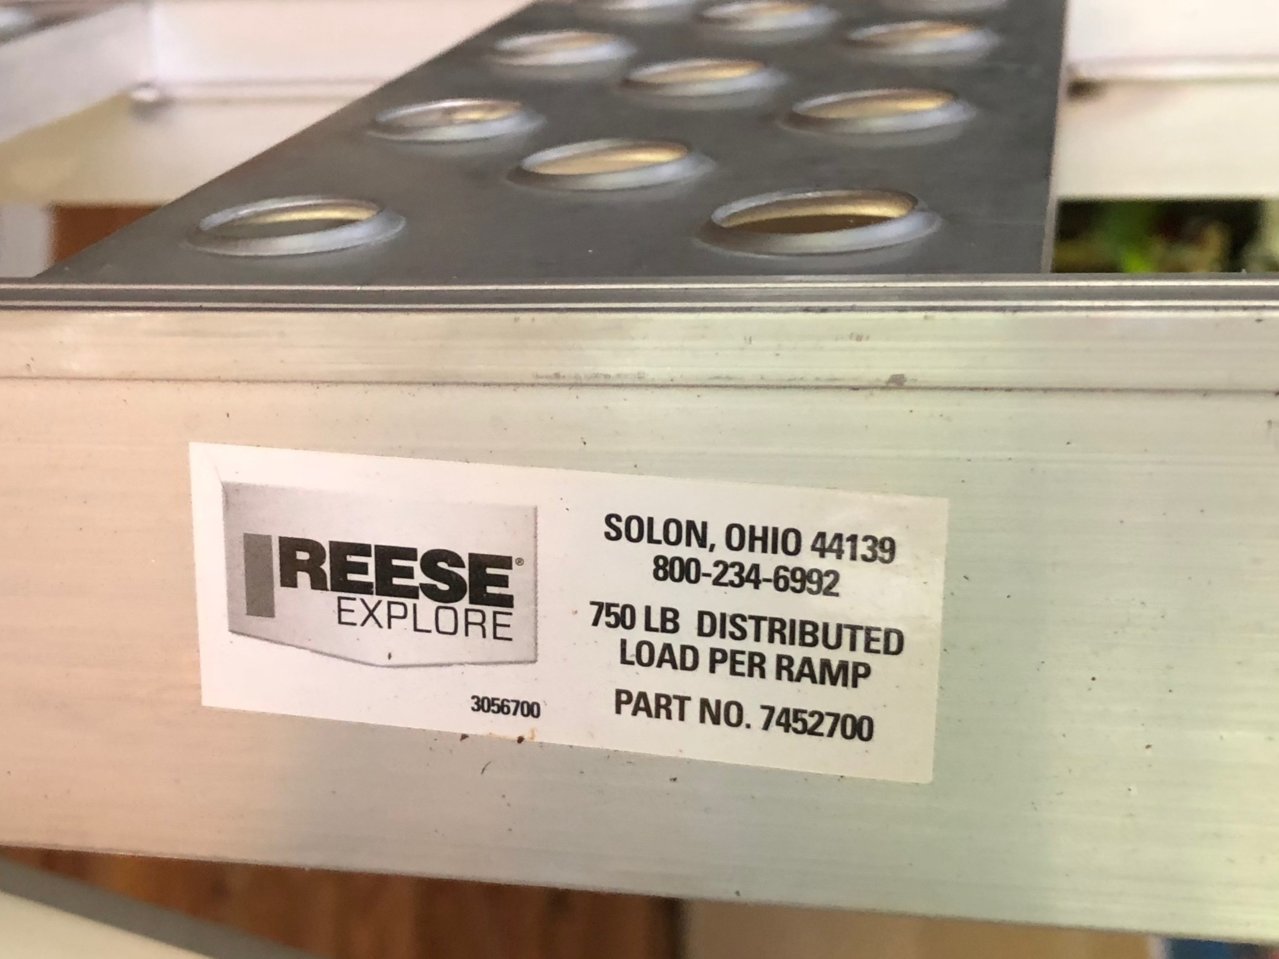 REESE®
EXPLORE
3056700
SOLON, OHIO 44139
800-234-6992
750 LB DISTRIBUTED
LOAD PER RAMP
PART NO. 7452700